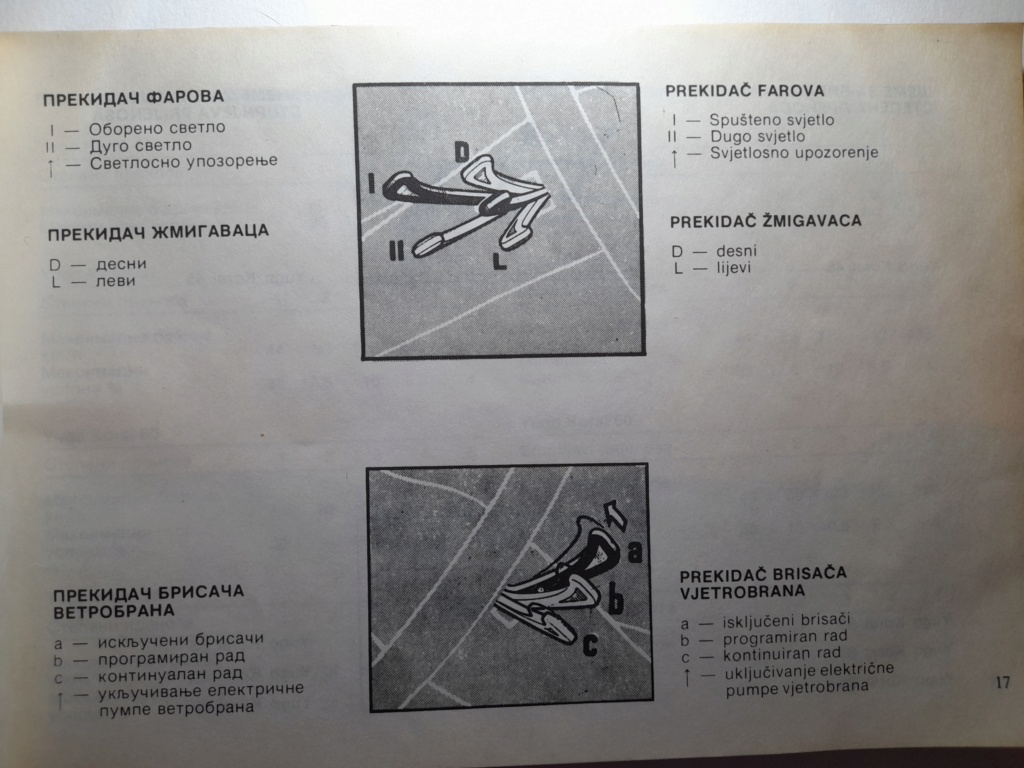 ПРЕКИДАЧ ФАРОВА
I — Оборено светло
II — Дуго светло
↑ — Светлосно упозорење
ПРЕКИДАЧ ЖМИГАВАЦА
D — десни
L — леви
D
I
II
L
PREKIDAČ FAROVA
I — Spušteno svjetlo
II — Dugo svjetlo
↑ — Svjetlosno upozorenje
PREKIDAČ ŽMIGAVACA
D — desni
L — lijevi
ПРЕКИДАЧ БРИСАЧА
ВЕТРОБРАНА
a — искључени брисачи
b — програмиран рад
c — континуалан рад
↑ — укључивање електричне
пумпе ветробрана
a
b
c
PREKIDAČ BRISAČA
VJETROBRANA
a — isključeni brisači
b — programiran rad
c — kontinuiran rad
↑ — uključivanje električne
pumpe vjetrobrana
17